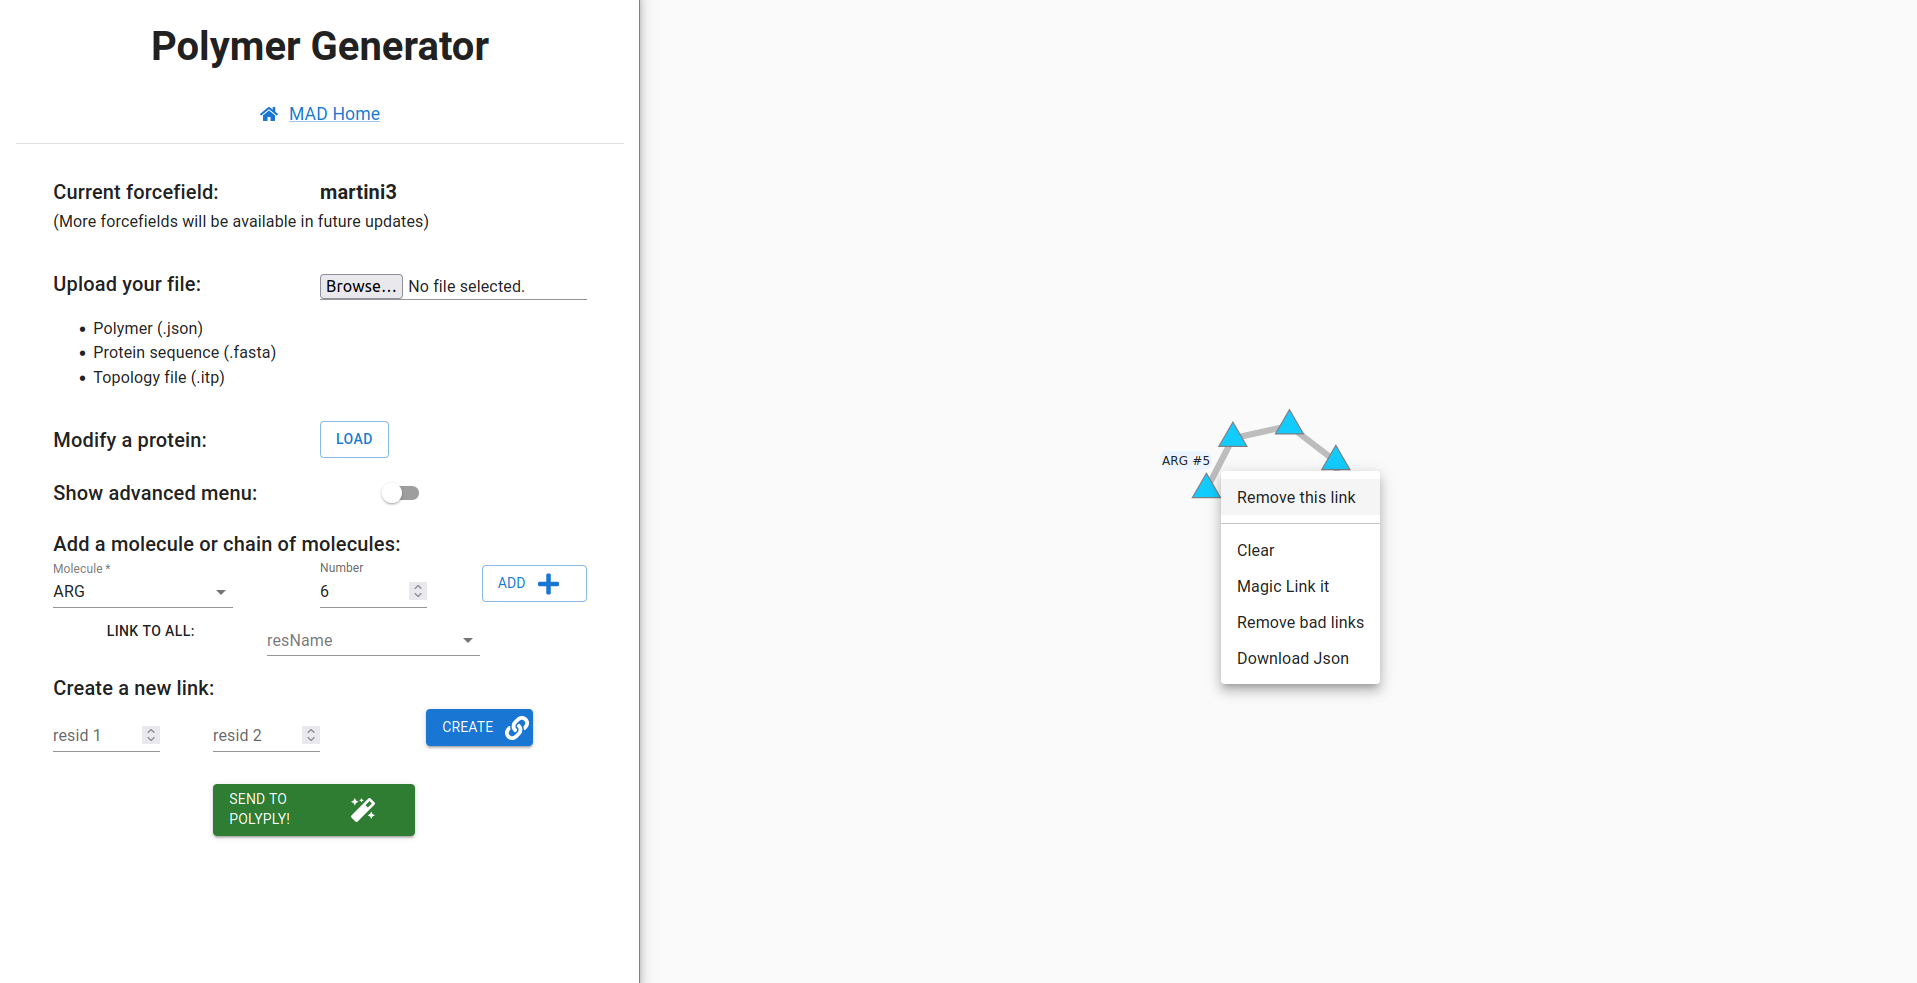 Polymer Generator
MAD Home
Current forcefield: martini3
(More forcefields will be available in future updates)
Upload your file: Browse... No file selected.
Polymer (.json)
Protein sequence (.fasta)
Topology file (.itp)
Modify a protein: LOAD
Show advanced menu:
Add a molecule or chain of molecules:
Molecule * Number
ARG 6 ADD
LINK TO ALL: resName
Create a new link:
resid 1 resid 2 CREATE
SEND TO
POLYPLY!
ARG #5
Remove this link
Clear
Magic Link it
Remove bad links
Download Json